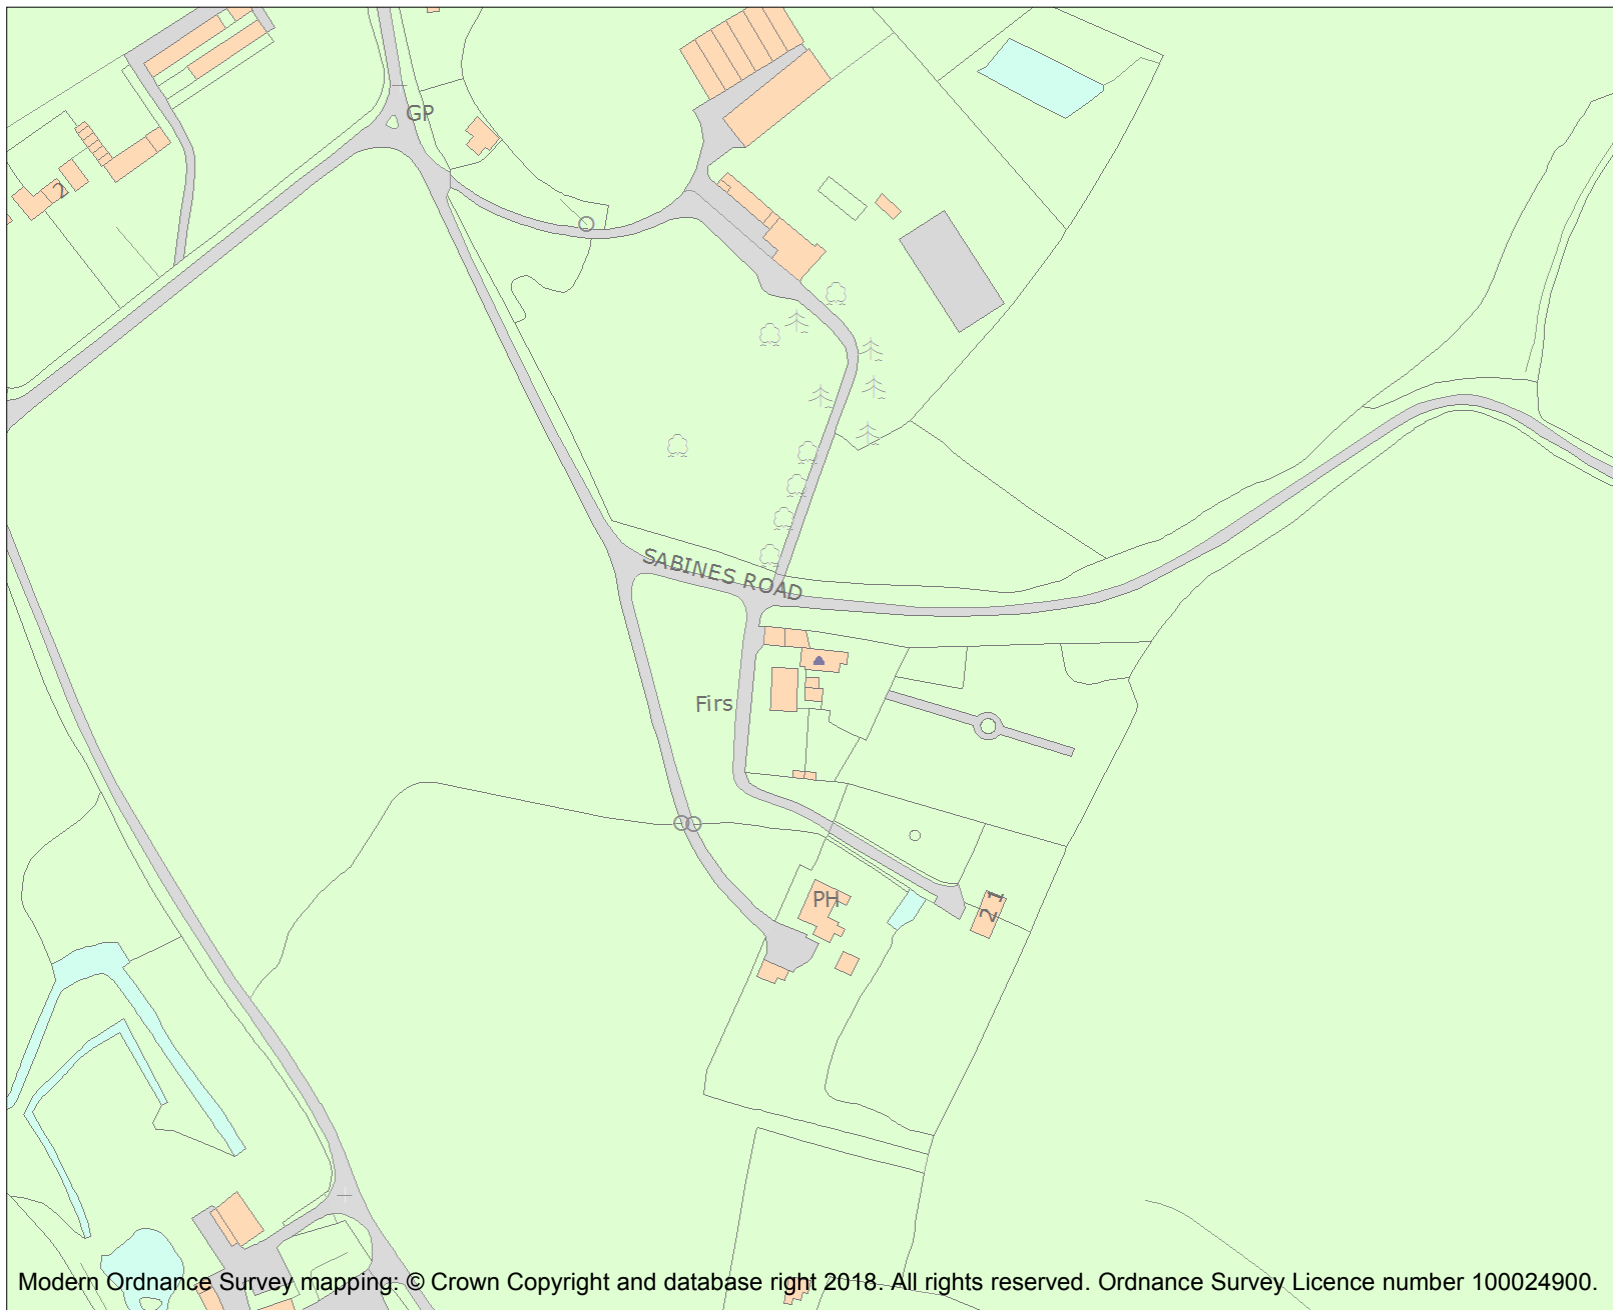 GP
2
SABINES ROAD
Firs
PH
2 1
Modern Ordnance Survey mapping: © Crown Copyright and database right 2018. All rights reserved. Ordnance Survey Licence number 100024900.